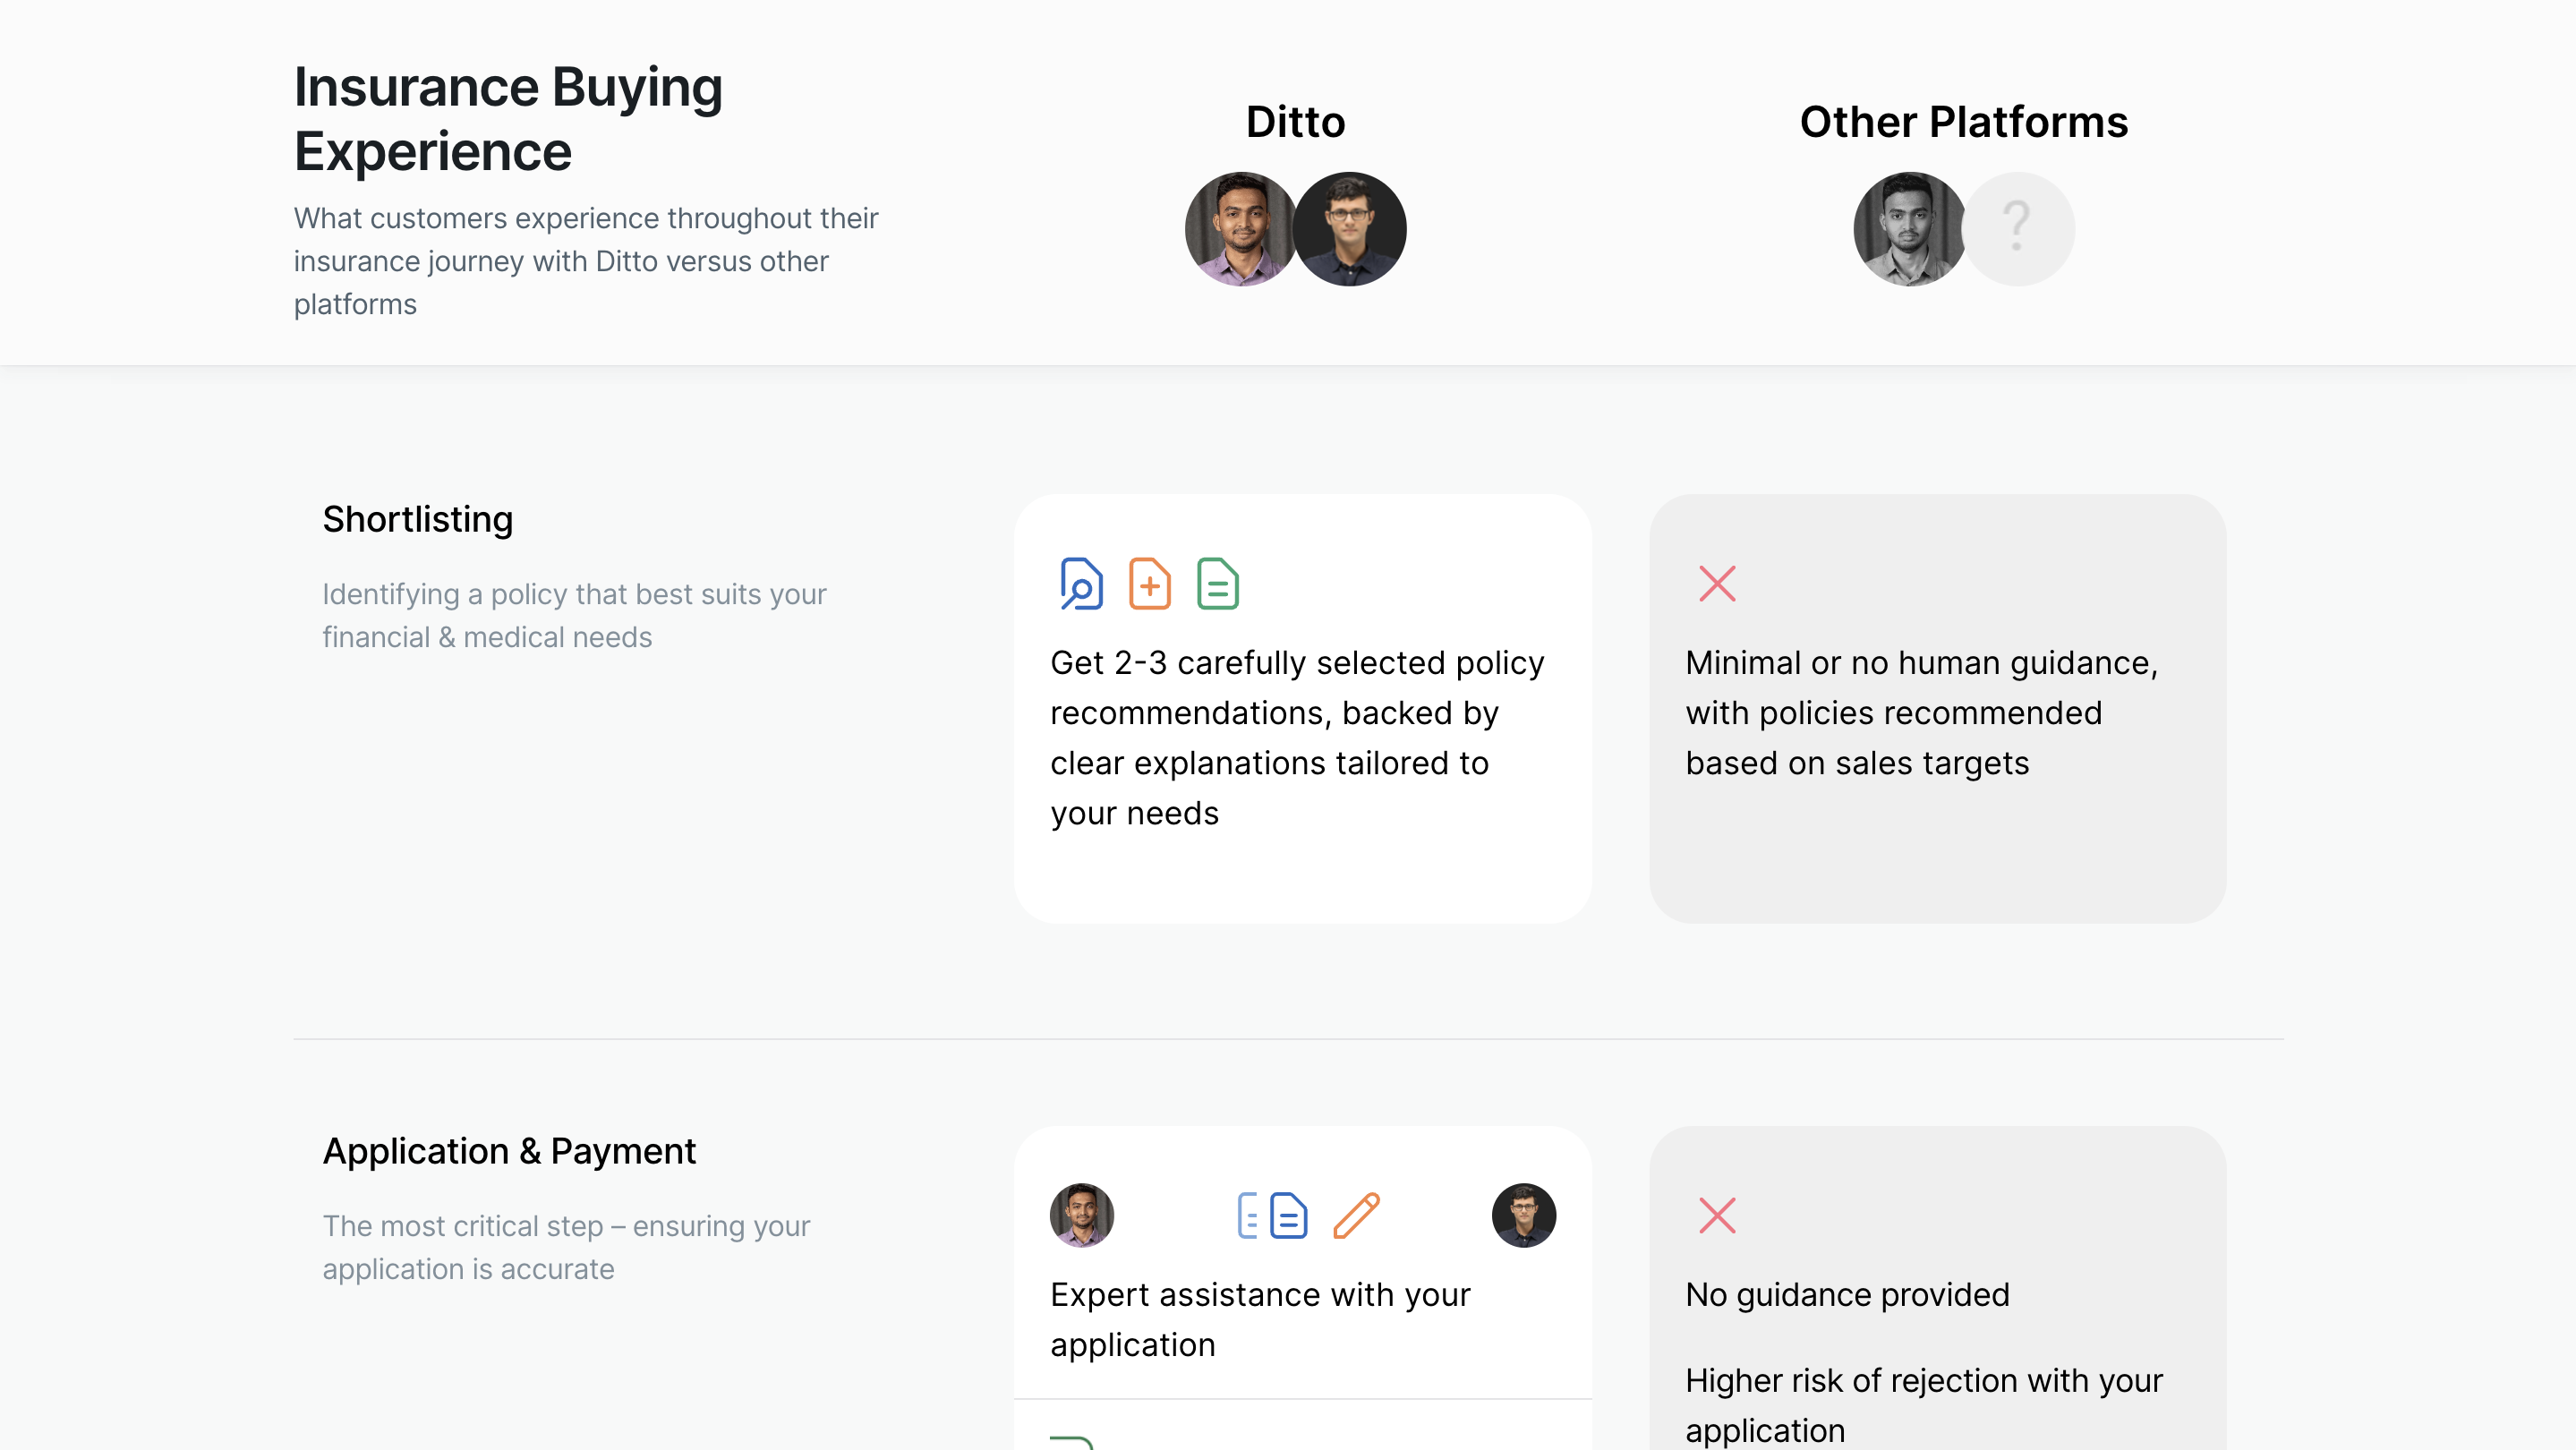 Insurance Buying
Experience
What customers experience throughout their
insurance journey with Ditto versus other
platforms
Ditto
Other Platforms
?
Shortlisting
Identifying a policy that best suits your
financial & medical needs
Get 2-3 carefully selected policy
recommendations, backed by
clear explanations tailored to
your needs
Minimal or no human guidance,
with policies recommended
based on sales targets
Application & Payment
The most critical step – ensuring your
application is accurate
Expert assistance with your
application
No guidance provided
Higher risk of rejection with your
application